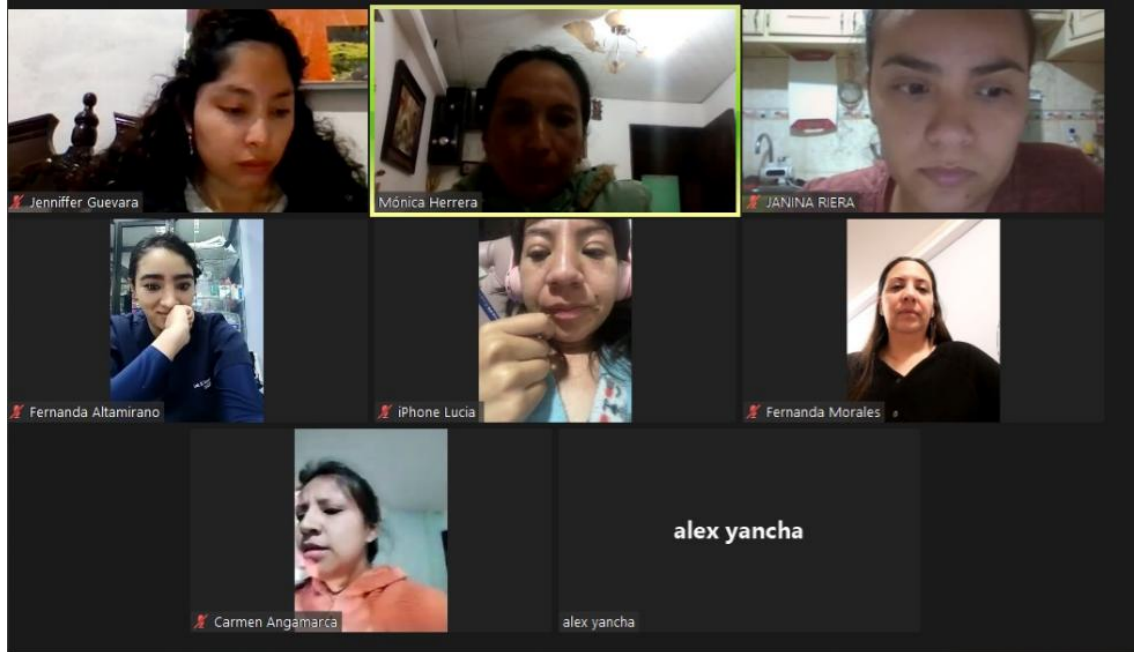 Jenniffer Guevara
Mónica Herrera
JANINA RIERA
Fernanda Altamirano
iPhone Lucia
Fernanda Morales
alex yancha
Carmen Angamarca
alex yancha